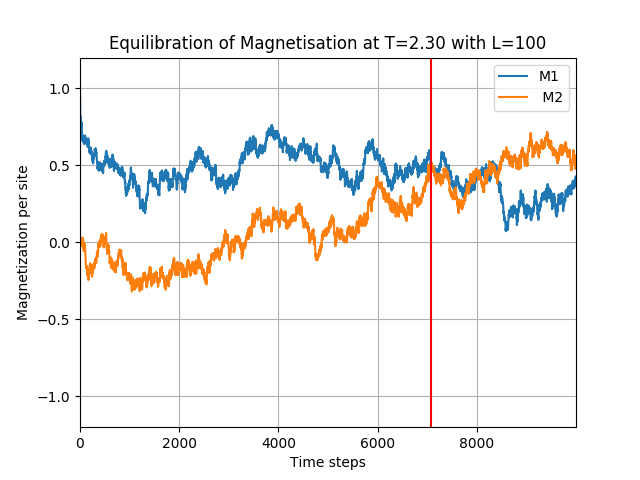 Equilibration of Magnetisation at T=2.30 with L=100
M1
M2
1.0
0.5
0.0
−0.5
−1.0
Magnetization per site
0 2000 4000 6000 8000
Time steps